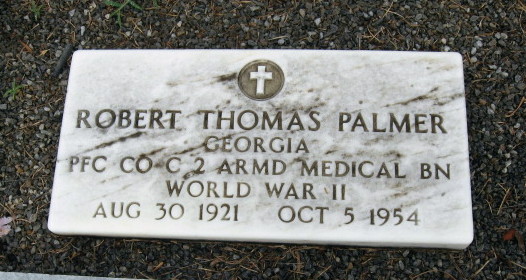 ROBERT THOMAS PALMER
GEORGIA
PFC CO C 2 ARMD MEDICAL BN
WORLD WAR II
AUG 30 1921 OCT 5 1954